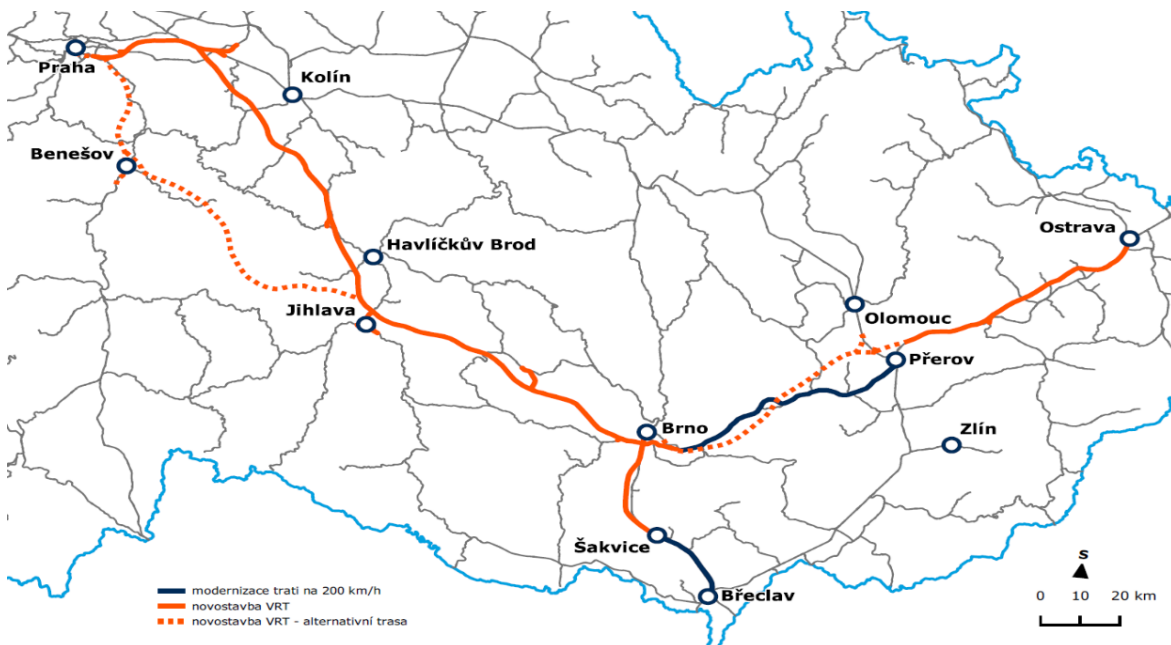 Praha
Kolín
Benešov
Havlíčkův Brod
Ostrava
Jihlava
Olomouc
Přerov
Brno
Zlín
Šakvice
Břeclav
S
0 10 20 km
modernizace trati na 200 km/h
novostavba VRT
novostavba VRT - alternativní trasa